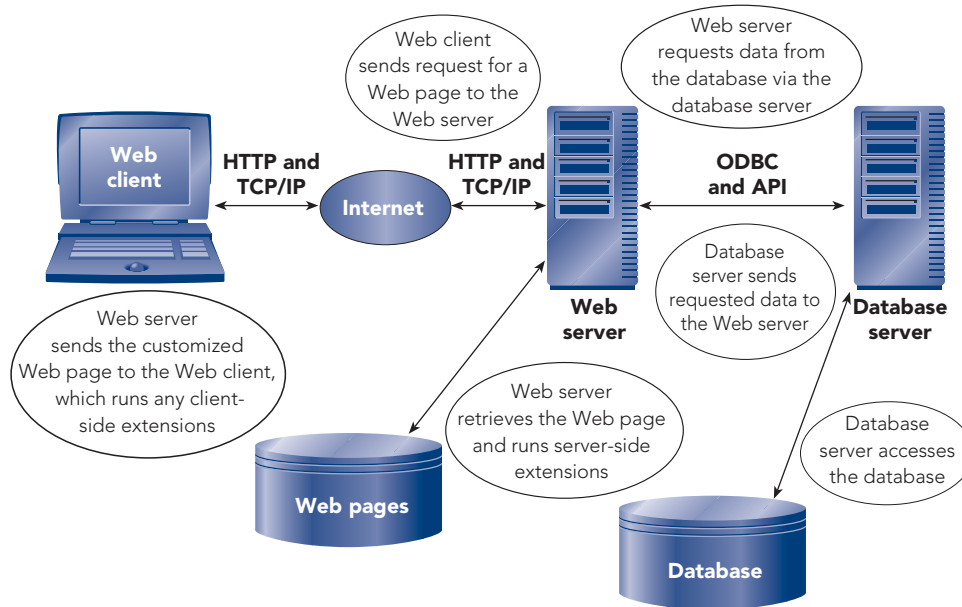 Web client
sends request for a
Web page to the
Web server
Web server
requests data from
the database via the
database server
Web
client
HTTP and
TCP/IP
Internet
HTTP and
TCP/IP
ODBC
and API
Web
server
Database
server sends
requested data to
the Web server
Database
server
Web server
sends the customized
Web page to the Web client,
which runs any client-
side extensions
Web server
retrieves the Web page
and runs server-side
extensions
Database
server accesses
the database
Web pages
Database